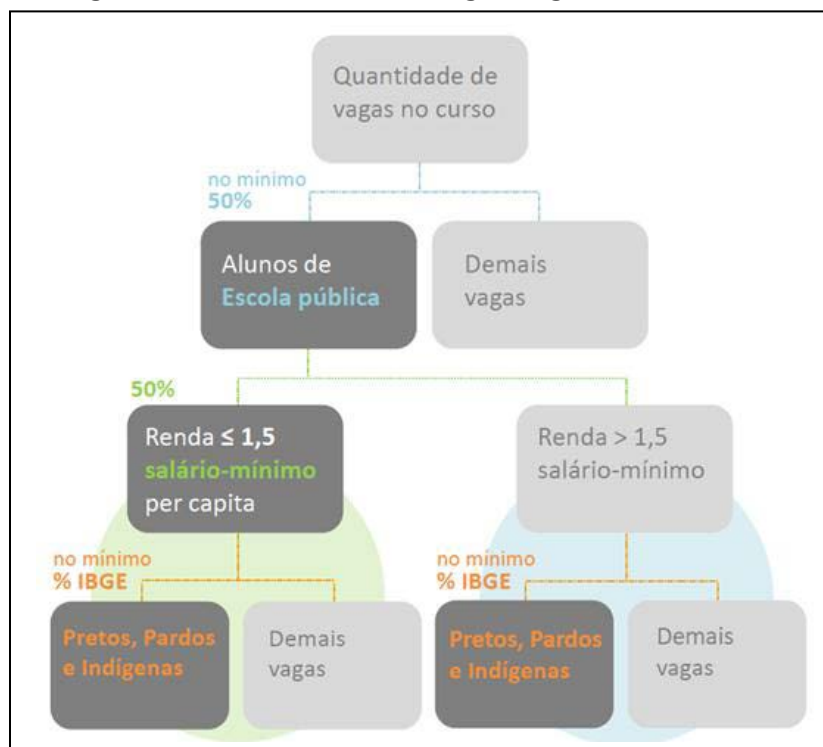 Quantidade de
vagas no curso
no mínimo
50%
Alunos de
Escola pública
Demais
vagas
50%
Renda ≤ 1,5
salário-mínimo
per capita
Renda > 1,5
salário-mínimo
no mínimo
% IBGE
Pretos, Pardos
e Indígenas
Demais
vagas
no mínimo
% IBGE
Pretos, Pardos
e Indígenas
Demais
vagas